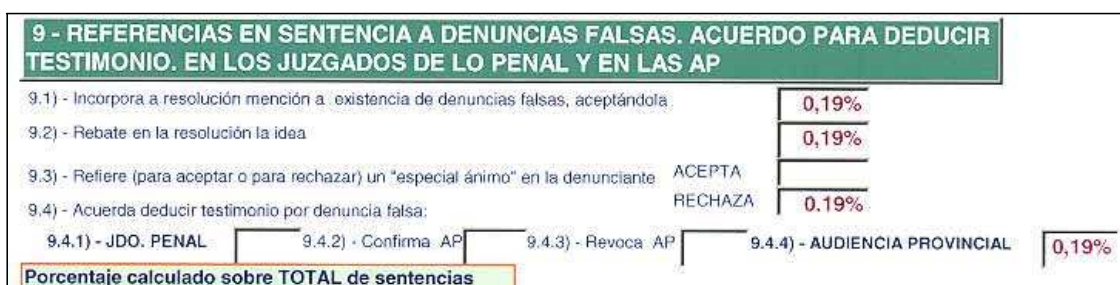 9 - REFERENCIAS EN SENTENCIA A DENUNCIAS FALSAS. ACUERDO PARA DEDUCIR
TESTIMONIO. EN LOS JUZGADOS DE LO PENAL Y EN LAS AP
9.1) - Incorpora a resolución mención a existencia de denuncias falsas, aceptándola 0,19%
9.2) - Rebate en la resolución la idea 0,19%
9.3) - Refiere (para aceptar o para rechazar) un "especial ánimo" en la denunciante ACEPTA
RECHAZA 0.19%
9.4) - Acuerda deducir testimonio por denuncia falsa:
9.4.1) - JDO. PENAL 9.4.2) - Confirma AP 9.4.3) - Revoca AP 9.4.4) - AUDIENCIA PROVINCIAL 0,19%
Porcentaje calculado sobre TOTAL de sentencias